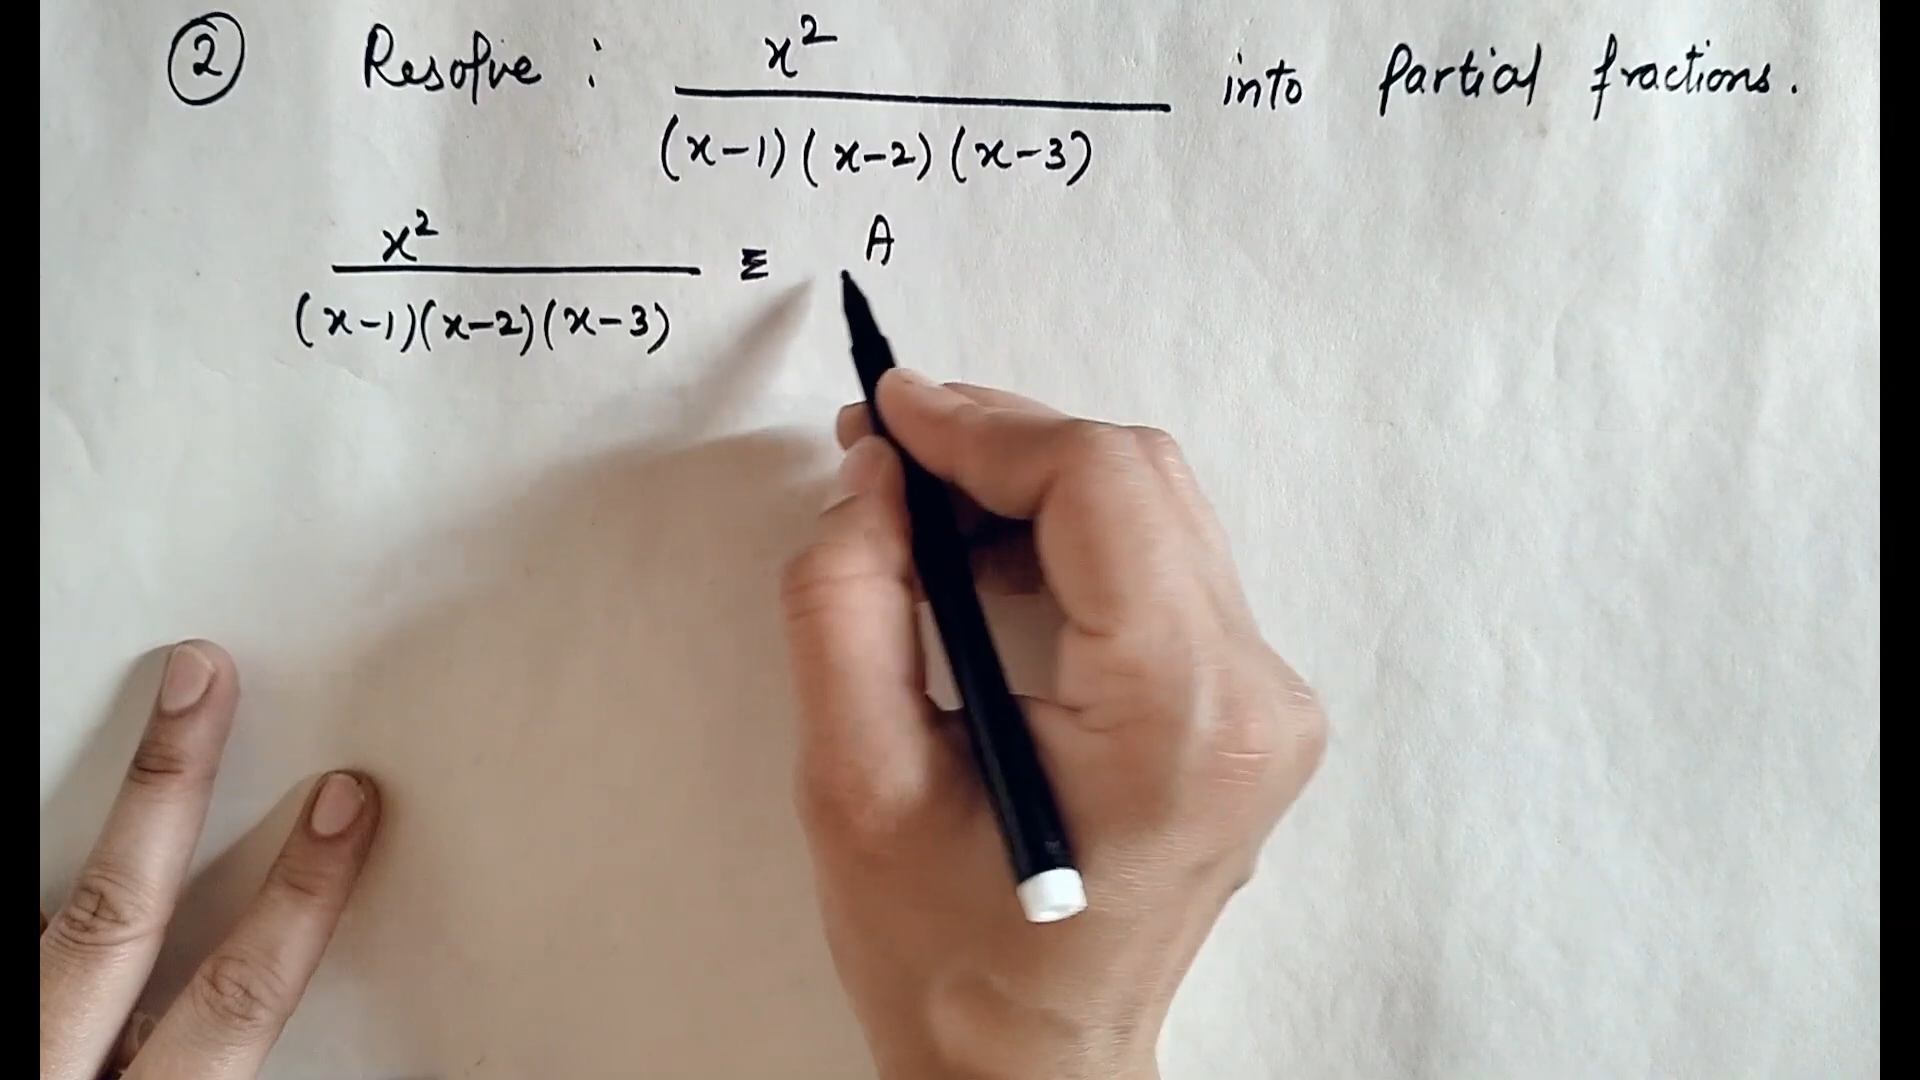 ② Resolve : x² / (x-1)(x-2)(x-3) into Partial fractions.
x² / (x-1)(x-2)(x-3) ≡ A